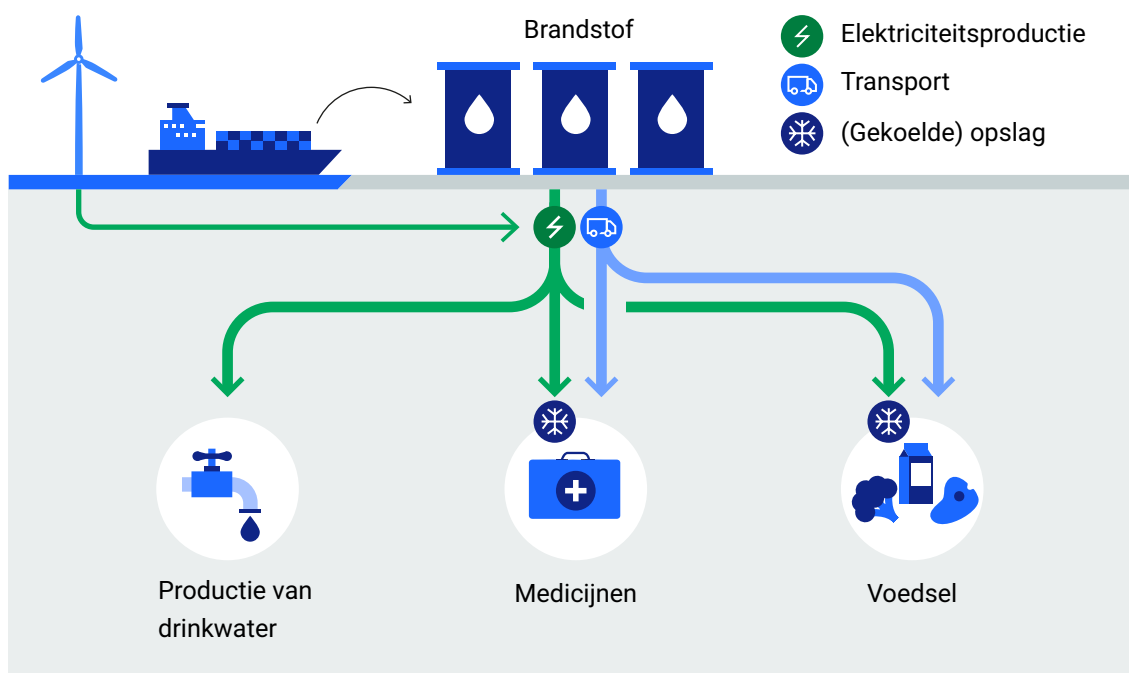 Brandstof
Elektriciteitsproductie
Transport
(Gekoelde) opslag
Productie van
drinkwater
Medicijnen
Voedsel